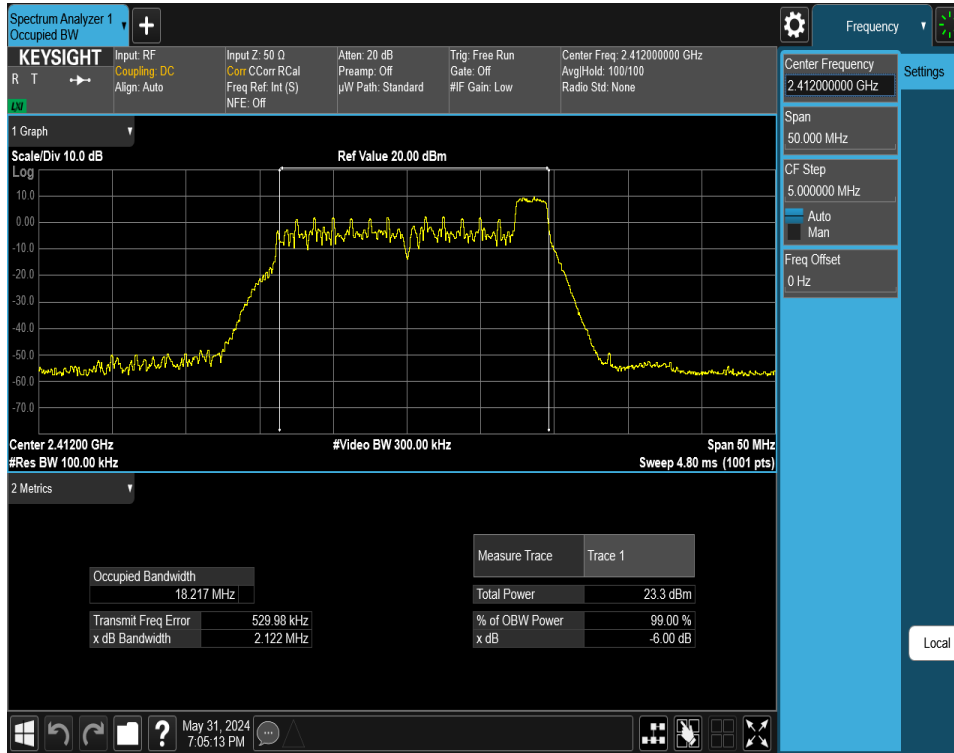 Spectrum Analyzer 1
Occupied BW
Frequency
KEYSIGHT
R T
LXI
Input: RF
Coupling: DC
Align: Auto
Input Z: 50 Ω
Corr CCorr RCal
Freq Ref: Int (S)
NFE: Off
Atten: 20 dB
Preamp: Off
µW Path: Standard
Trig: Free Run
Gate: Off
#IF Gain: Low
Center Freq: 2.412000000 GHz
Avg|Hold: 100/100
Radio Std: None
Center Frequency
2.412000000 GHz
Settings
Span
50.000 MHz
CF Step
5.000000 MHz
Auto
Man
Freq Offset
0 Hz
Local
1 Graph
Scale/Div 10.0 dB
Ref Value 20.00 dBm
Log
10.0
0.00
-10.0
-20.0
-30.0
-40.0
-50.0
-60.0
-70.0
Center 2.41200 GHz
#Video BW 300.00 kHz
Span 50 MHz
#Res BW 100.00 kHz
Sweep 4.80 ms (1001 pts)
2 Metrics
Measure Trace Trace 1
Occupied Bandwidth
18.217 MHz
Total Power 23.3 dBm
Transmit Freq Error 529.98 kHz
% of OBW Power 99.00 %
x dB Bandwidth 2.122 MHz
x dB -6.00 dB
?
May 31, 2024
7:05:13 PM